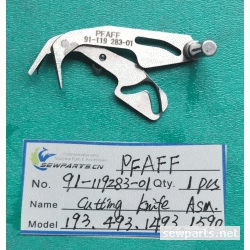 PFAFF
91-119 283-01
SEWPARTS.CN
PFAFF
No. 91-119283-01 Qty. 1 pcs
Name Cutting knife Asm.
Model 193. 493. 1293 1590
sewparts.net